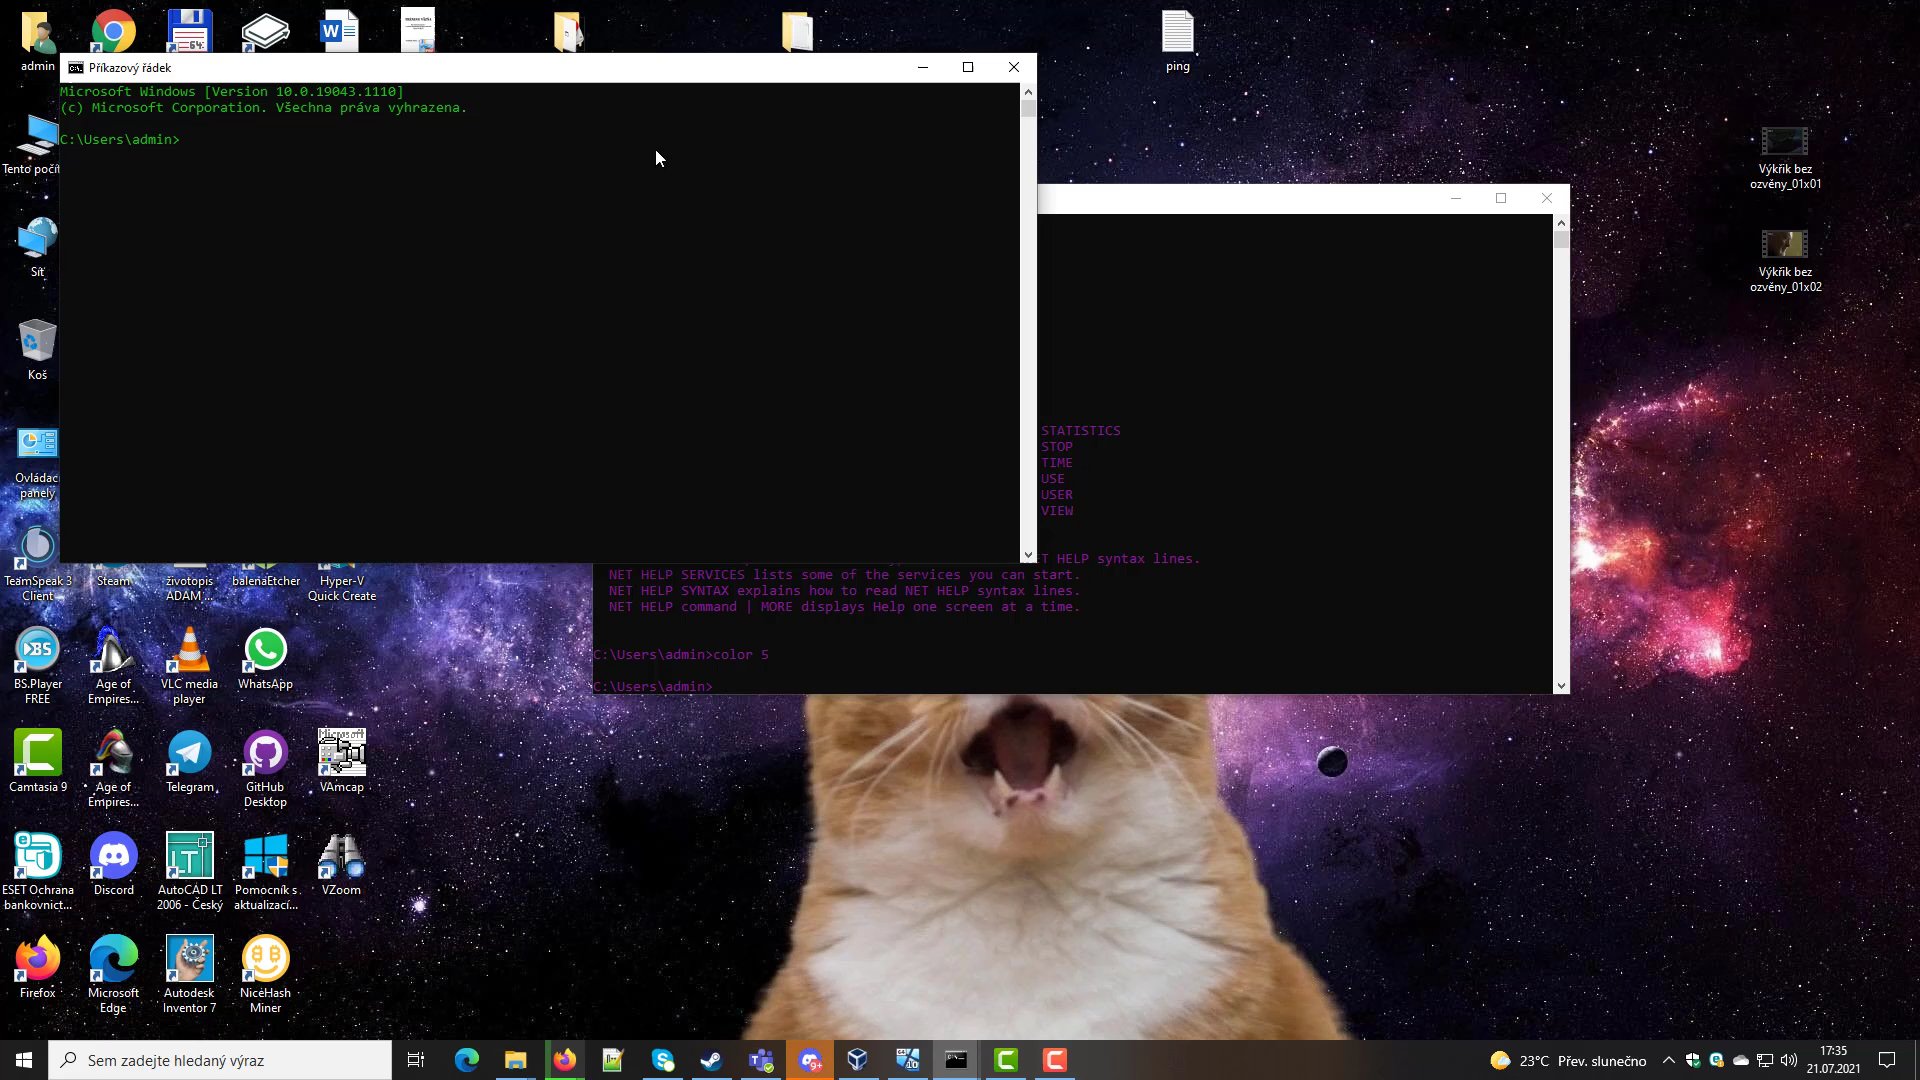 admin
ping
Příkazový řádek
Microsoft Windows [Version 10.0.19043.1110]
(c) Microsoft Corporation. Všechna práva vyhrazena.
C:\Users\admin>
Tento počít
Síť
Koš
Ovládac
panely
Výkřik bez
ozvěny_01x01
Výkřik bez
ozvěny_01x02
STATISTICS
STOP
TIME
USE
USER
VIEW
ET HELP syntax lines.
NET HELP SERVICES lists some of the services you can start.
NET HELP SYNTAX explains how to read NET HELP syntax lines.
NET HELP command | MORE displays Help one screen at a time.
C:\Users\admin>color 5
C:\Users\admin>
TeamSpeak 3
Client
Steam
životopis
ADAM ...
balenaEtcher
Hyper-V
Quick Create
BS.Player
FREE
Age of
Empires...
VLC media
player
WhatsApp
Camtasia 9
Age of
Empires...
Telegram
GitHub
Desktop
Microsoft
VAmcap
ESET Ochrana
bankovnict...
Discord
AutoCAD LT
2006 - Český
Pomocník s
aktualizací...
VZoom
Firefox
Microsoft
Edge
Autodesk
Inventor 7
NiceHash
Miner
Sem zadejte hledaný výraz
9+
23°C Přev. slunečno
17:35
21.07.2021